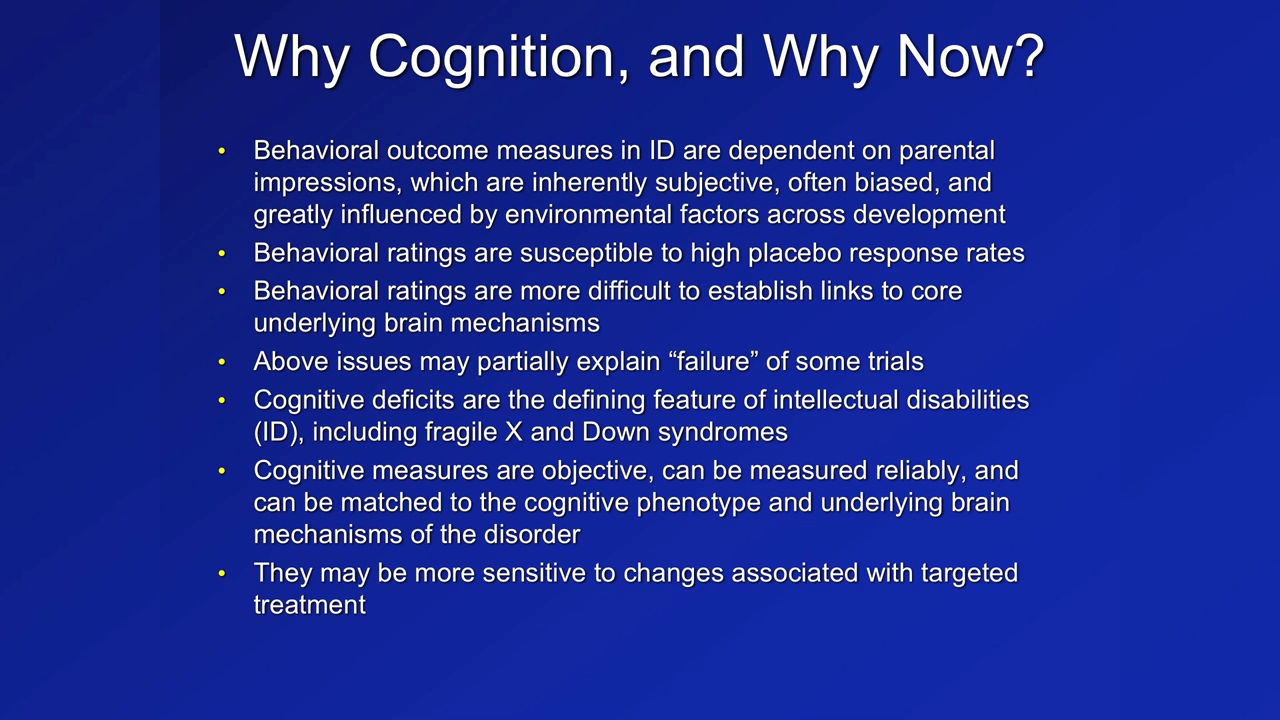 Why Cognition, and Why Now?
• Behavioral outcome measures in ID are dependent on parental
impressions, which are inherently subjective, often biased, and
greatly influenced by environmental factors across development
• Behavioral ratings are susceptible to high placebo response rates
• Behavioral ratings are more difficult to establish links to core
underlying brain mechanisms
• Above issues may partially explain “failure” of some trials
• Cognitive deficits are the defining feature of intellectual disabilities
(ID), including fragile X and Down syndromes
• Cognitive measures are objective, can be measured reliably, and
can be matched to the cognitive phenotype and underlying brain
mechanisms of the disorder
• They may be more sensitive to changes associated with targeted
treatment